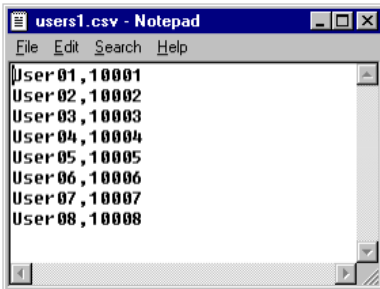 users1.csv - Notepad
File Edit Search Help
User01,10001
User02,10002
User03,10003
User04,10004
User05,10005
User06,10006
User07,10007
User08,10008